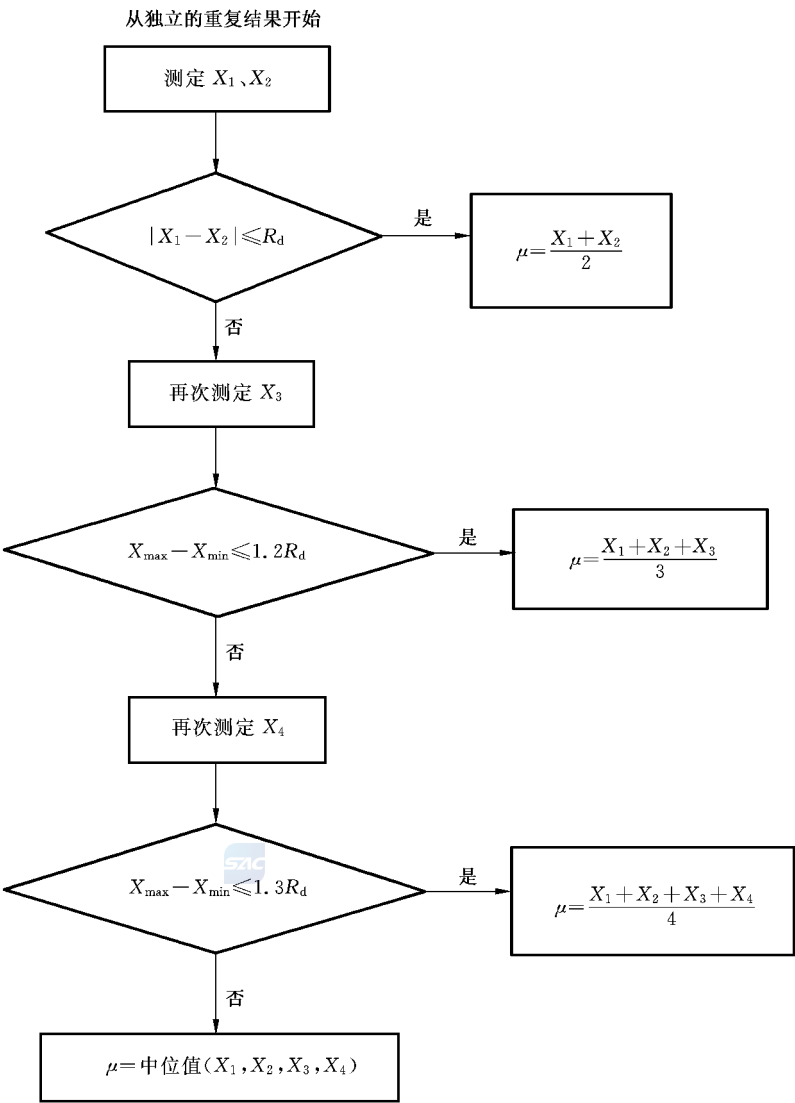 从独立的重复结果开始
测定 X₁、X₂
|X₁－X₂|≤R_d
是
μ=(X₁+X₂)/2
否
再次测定 X₃
X_max－X_min≤1.2R_d
是
μ=(X₁+X₂+X₃)/3
否
再次测定 X₄
SAC
X_max－X_min≤1.3R_d
是
μ=(X₁+X₂+X₃+X₄)/4
否
μ=中位值(X₁,X₂,X₃,X₄)